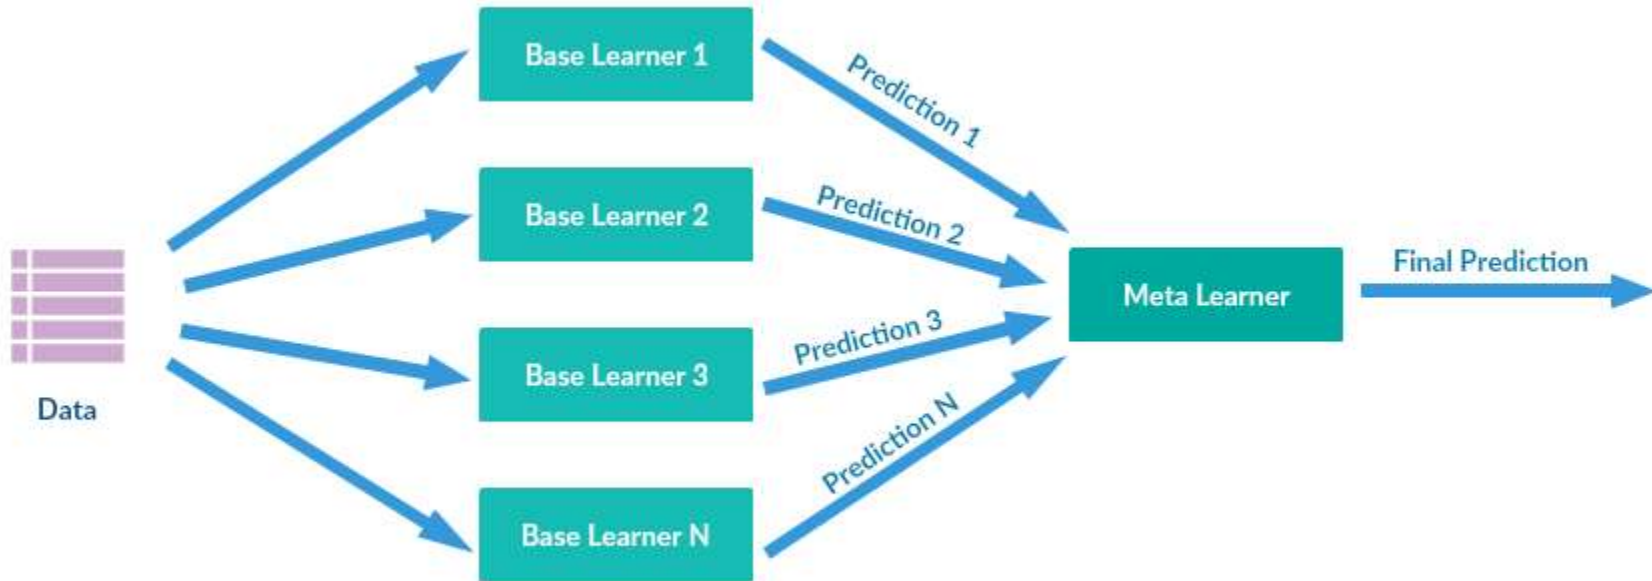 Base Learner 1
Prediction 1
Base Learner 2
Prediction 2
Data
Base Learner 3
Prediction 3
Base Learner N
Prediction N
Meta Learner
Final Prediction